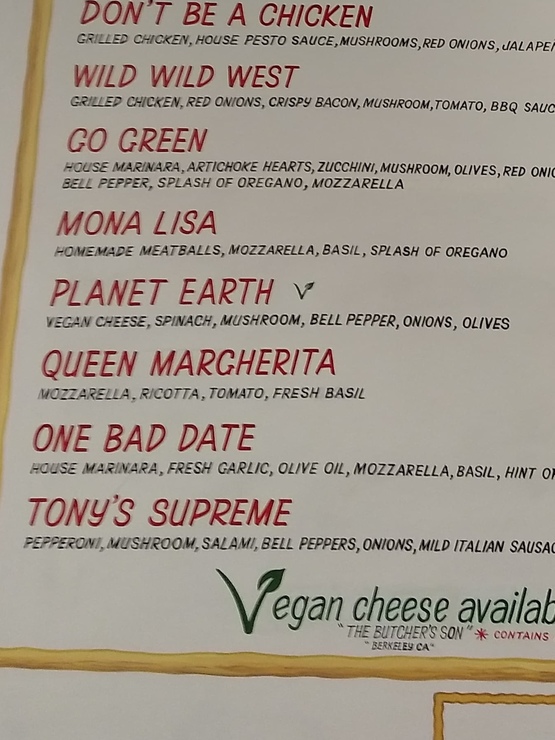 DON'T BE A CHICKEN
GRILLED CHICKEN, HOUSE PESTO SAUCE, MUSHROOMS, RED ONIONS,
WILD WILD WEST
GRILLED CHICKEN, RED ONIONS, CRISPY BACON, MUSHROOM, TOMATO, BBQ
GO GREEN
HOUSE MARINARA, ARTICHOKE HEARTS, ZUCCHINI, MUSHROOM, OLIVES, RED
BELL PEPPER, SPLASH OF OREGANO, MOZZARELLA
MONA LISA
HOMEMADE MEATBALLS, MOZZARELLA, BASIL, SPLASH OF OREGANO
PLANET EARTH
VEGAN CHEESE, SPINACH, MUSHROOM, BELL PEPPER, ONIONS, OLIVES
QUEEN MARGHERITA
MOZZARELLA, RICOTTA, TOMATO, FRESH BASIL
ONE BAD DATE
HOUSE MARINARA, FRESH GARLIC, OLIVE OIL, MOZZARELLA, BASIL, HINT
TONY'S SUPREME
PEPPERONI, MUSHROOM, SALAMI, BELL PEPPERS, ONIONS, MILD ITALIAN
Vegan cheese
"THE BUTCHER'S SON" * CONTAINS
"BERKELEY CA"